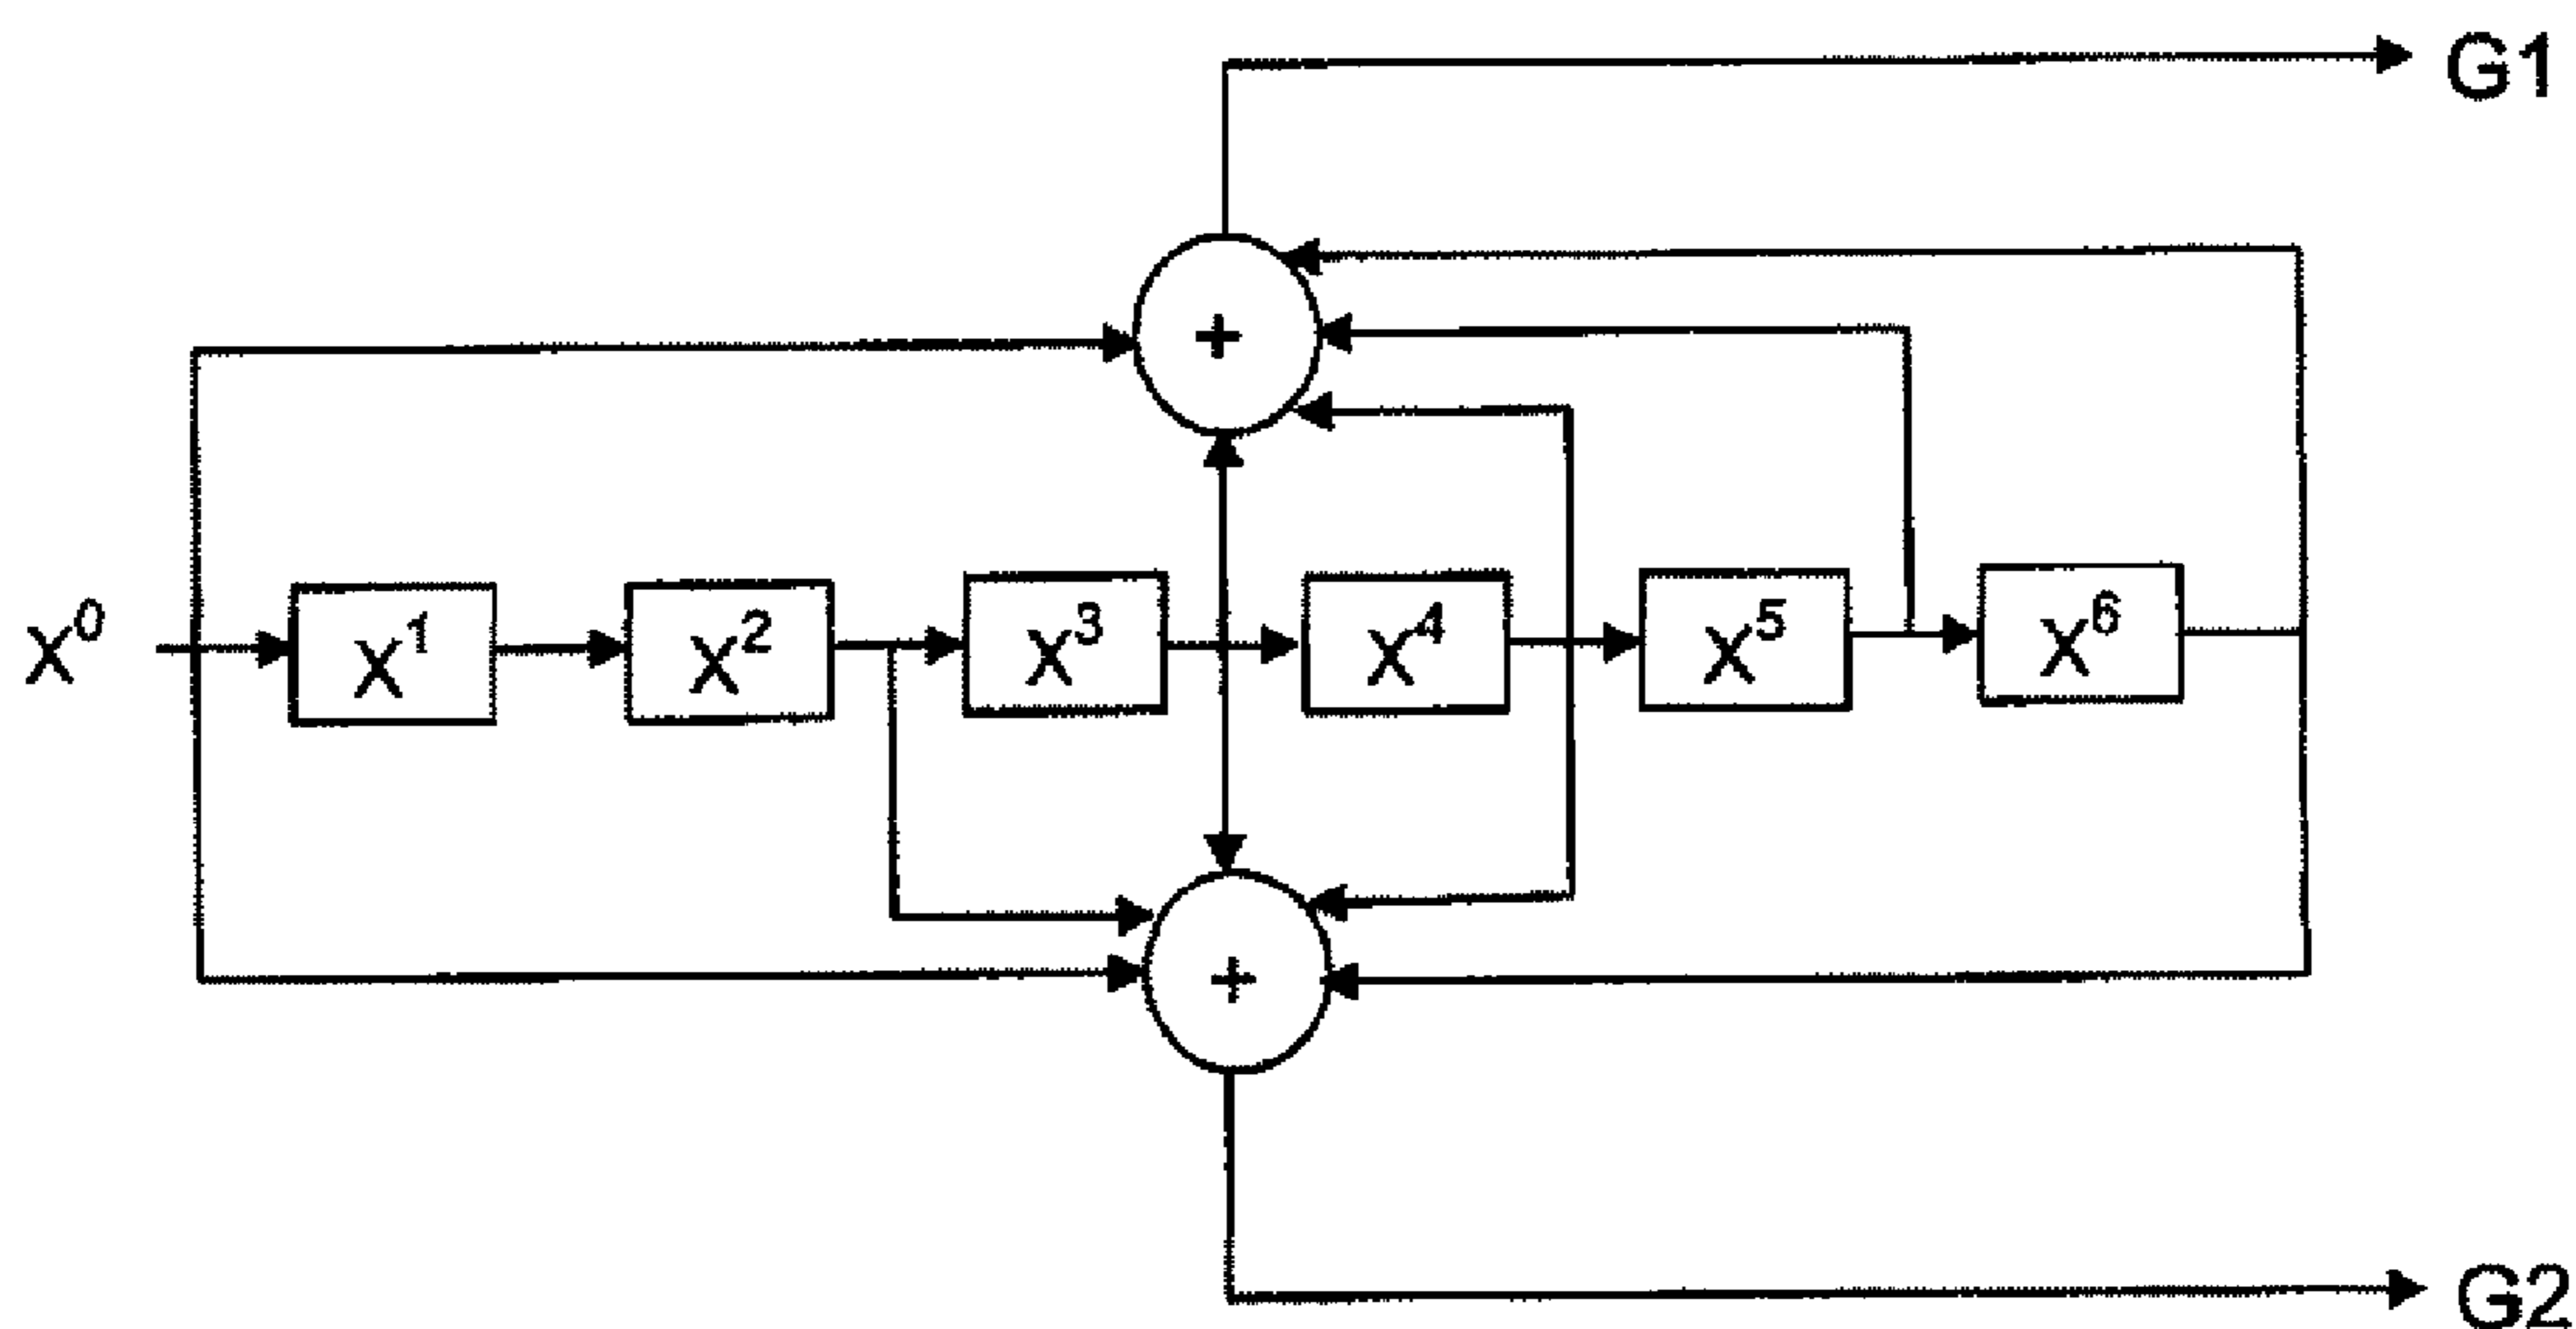 G1
+
X⁰ X¹ X² X³ X⁴ X⁵ X⁶
+
G2